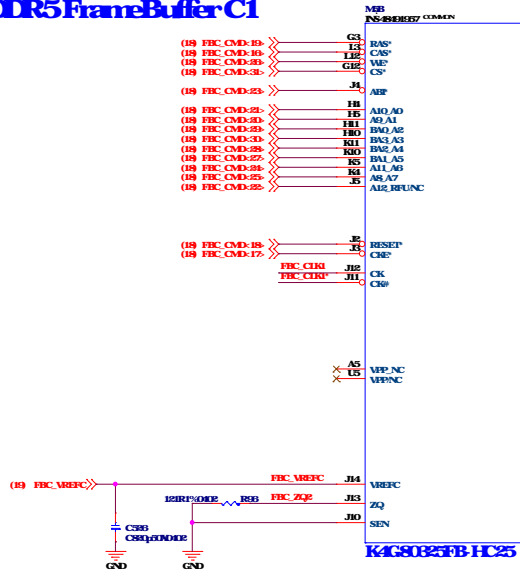 DDR5 FrameBuffer C1
M5B
INS48491957 COMMON
(18) FBC_CMD<19> G3 RAS*
(18) FBC_CMD<16> L3 CAS*
(18) FBC_CMD<26> L12 WE*
(18) FBC_CMD<31> G12 CS*
(18) FBC_CMD<23> J4 ABI*
(18) FBC_CMD<21> H4 A10_A0
(18) FBC_CMD<20> H5 A9_A1
(18) FBC_CMD<29> H11 BA0_A2
(18) FBC_CMD<30> H10 BA3_A3
(18) FBC_CMD<28> K11 BA2_A4
(18) FBC_CMD<27> K10 BA1_A5
(18) FBC_CMD<24> K5 A11_A6
(18) FBC_CMD<25> K4 A8_A7
(18) FBC_CMD<22> J5 A12_RFU/NC
(18) FBC_CMD<18> J2 RESET*
(18) FBC_CMD<17> J3 CKE*
FBC_CLK1 J12 CK
FBC_CLK1* J11 CK#
A5 VPP_NC
U5 VPP/NC
(19) FBC_VREFC FBC_VREFC J14 VREFC
121R1%0402 R96 FBC_ZQ2 J13 ZQ
J10 SEN
C526
C820p50X0402
GND GND
K4G80325FB-HC25